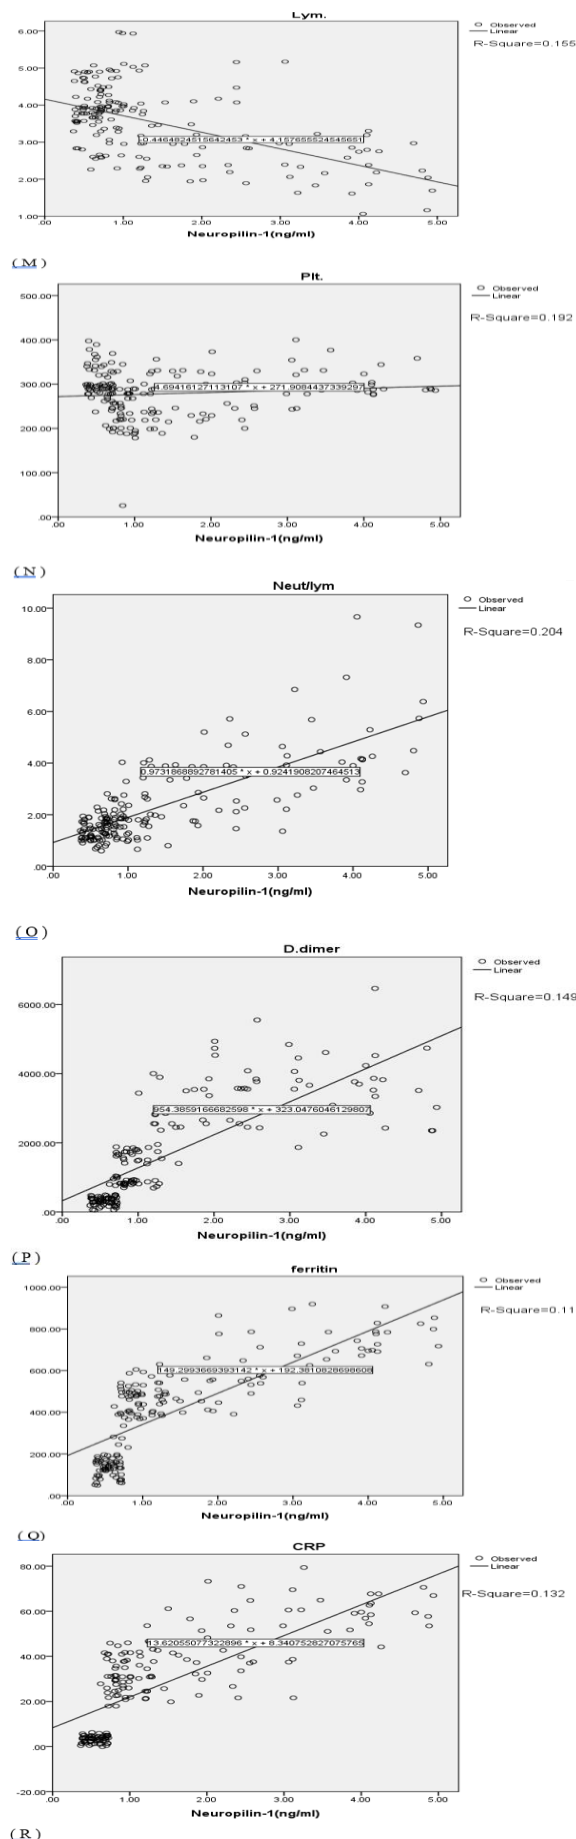 Lym.
Observed
Linear
R-Square=0.155
6.00
5.00
4.00
3.00
2.00
1.00
.00 1.00 2.00 3.00 4.00 5.00
Neuropilin-1(ng/ml)
(M)
Plt.
Observed
Linear
R-Square=0.192
500.00
400.00
300.00
200.00
100.00
.00
.00 1.00 2.00 3.00 4.00 5.00
Neuropilin-1(ng/ml)
(N)
Neut/lym
Observed
Linear
R-Square=0.204
10.00
8.00
6.00
4.00
0.9731868892781405 * x + 0.9241908207464513
2.00
.00
.00 1.00 2.00 3.00 4.00 5.00
Neuropilin-1(ng/ml)
(O)
D.dimer
Observed
Linear
R-Square=0.149
6000.00
4000.00
954.3859166682598 * x + 323.0476046129807
2000.00
.00
.00 1.00 2.00 3.00 4.00 5.00
Neuropilin-1(ng/ml)
(P)
ferritin
Observed
Linear
R-Square=0.11
1000.00
800.00
600.00
149.2993669393142 * x + 192.3810828698608
400.00
200.00
.00
.00 1.00 2.00 3.00 4.00 5.00
Neuropilin-1(ng/ml)
(Q)
CRP
Observed
Linear
R-Square=0.132
80.00
60.00
13.62055077322896 * x + 8.340752827075765
40.00
20.00
.00
-20.00
.00 1.00 2.00 3.00 4.00 5.00
Neuropilin-1(ng/ml)
(R)